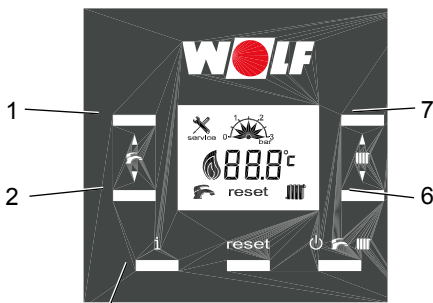 WOLF
1
7
service
0 1 2 3
bar
88.8°C
2
6
reset
i
reset